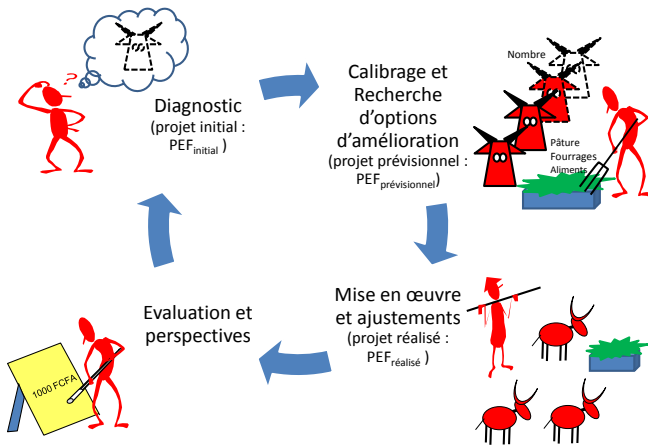 ?
?
Diagnostic
(projet initial :
PEFinitial )
Calibrage et
Recherche
d'options
d'amélioration
(projet prévisionnel :
PEFprévisionnel )
Nombre
Pâture
Fourrages
Aliments
Mise en œuvre
et ajustements
(projet réalisé :
PEFréalisé )
Evaluation et
perspectives
1000 FCFA